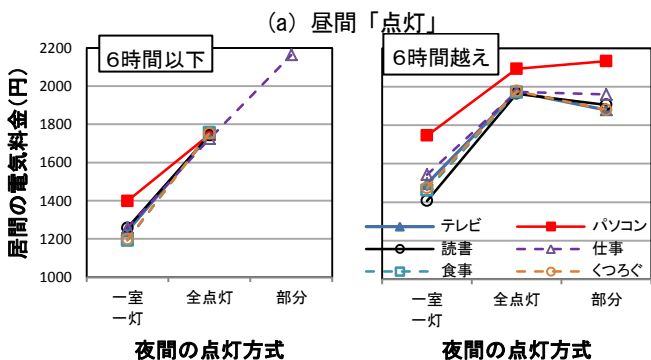 (a) 昼間「点灯」
居間の電気料金(円)
2200
2000
1800
1600
1400
1200
1000
6時間以下
一室
一灯
全点灯
部分
夜間の点灯方式
6時間越え
テレビ
パソコン
読書
仕事
食事
くつろぐ
一室
一灯
全点灯
部分
夜間の点灯方式